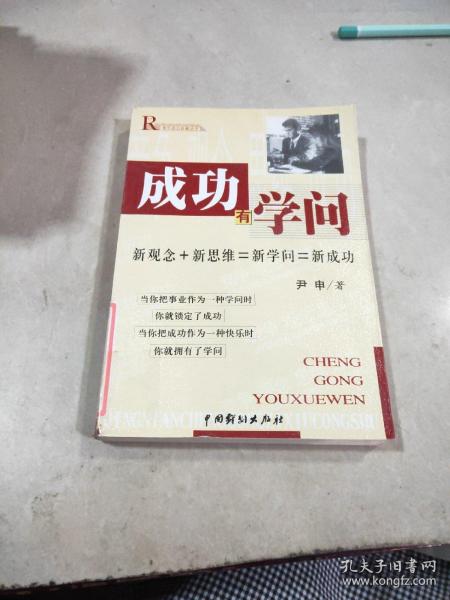 R
成功有学问
新观念＋新思维＝新学问＝新成功
尹申/著
当你把事业作为一种学问时
你就锁定了成功
当你把成功作为一种快乐时
你就拥有了学问
CHENG
GONG
YOUXUEWEN
中国戏剧出版社
孔夫子旧书网
www.kongfz.com